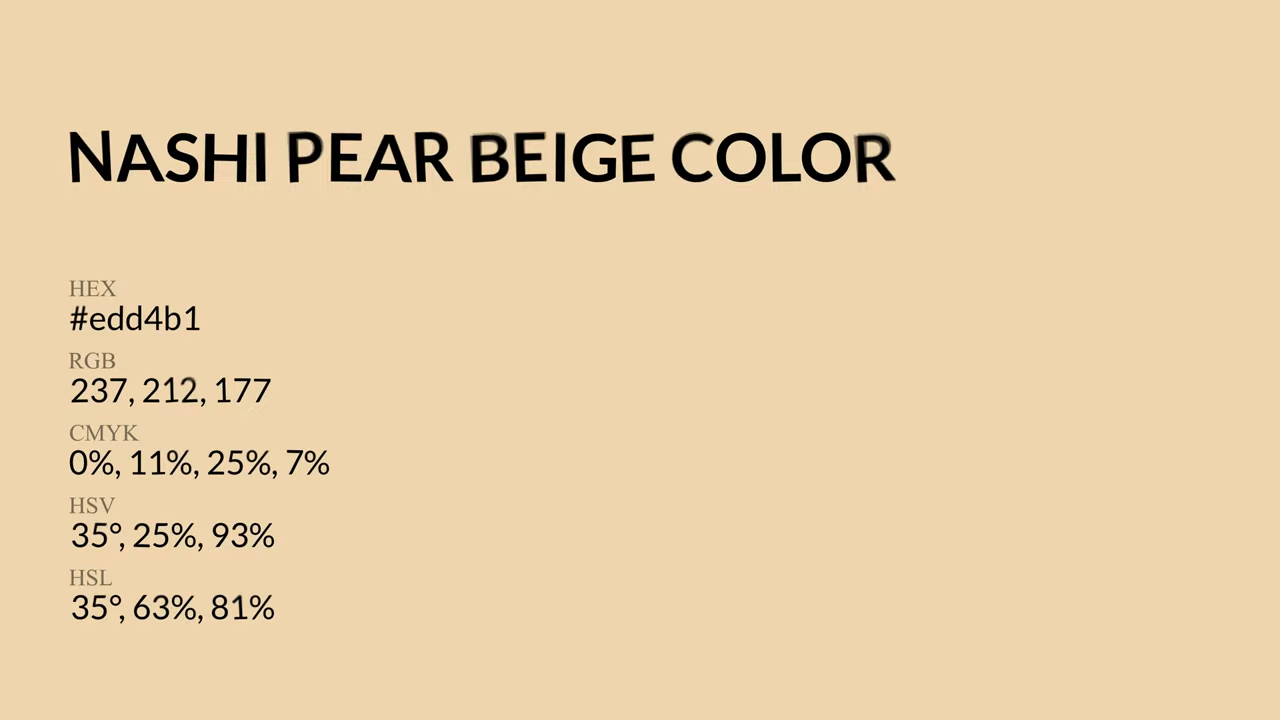 NASHI PEAR BEIGE COLOR
HEX
#edd4b1
RGB
237, 212, 177
CMYK
0%, 11%, 25%, 7%
HSV
35°, 25%, 93%
HSL
35°, 63%, 81%